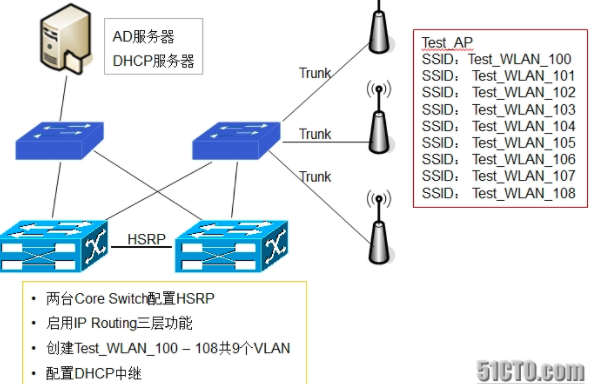 AD服务器
DHCP服务器
Trunk
Trunk
Trunk
Test_AP
SSID: Test_WLAN_100
SSID: Test_WLAN_101
SSID: Test_WLAN_102
SSID: Test_WLAN_103
SSID: Test_WLAN_104
SSID: Test_WLAN_105
SSID: Test_WLAN_106
SSID: Test_WLAN_107
SSID: Test_WLAN_108
HSRP
• 两台Core Switch配置HSRP
• 启用IP Routing三层功能
• 创建Test_WLAN_100 – 108共9个VLAN
• 配置DHCP中继
51CTO.com